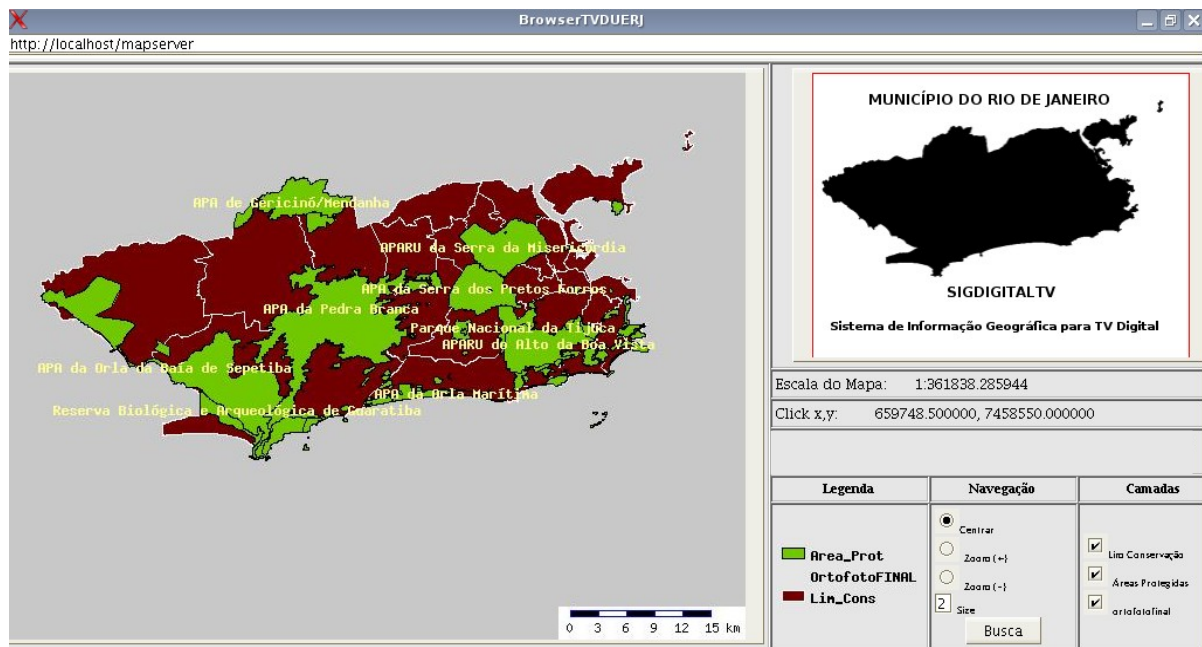 BrowserTVDUERJ
http://localhost/mapserver
APA de Gericinó/Mendanha
APARU da Serra da Misericórdia
APA da Serra dos Pretos Forros
APA da Pedra Branca
Parque Nacional da Tijuca
APARU do Alto da Boa Vista
APA da Orla da Baía de Sepetiba
APA da Orla Marítima
Reserva Biológica e Arqueológica de Guaratiba
0 3 6 9 12 15 km
MUNICÍPIO DO RIO DE JANEIRO
SIGDIGITALTV
Sistema de Informação Geográfica para TV Digital
Escala do Mapa: 1:361838.285944
Click x,y: 659748.500000, 7458550.000000
Legenda
Area_Prot
OrtofotoFINAL
Lim_Cons
Navegação
Centrar
Zoom (+)
Zoom (-)
2 Size
Busca
Camadas
Lim Conservação
Áreas Protegidas
ortofotofinal